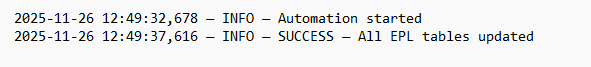 2025-11-26 12:49:32,678 — INFO — Automation started
2025-11-26 12:49:37,616 — INFO — SUCCESS — All EPL tables updated